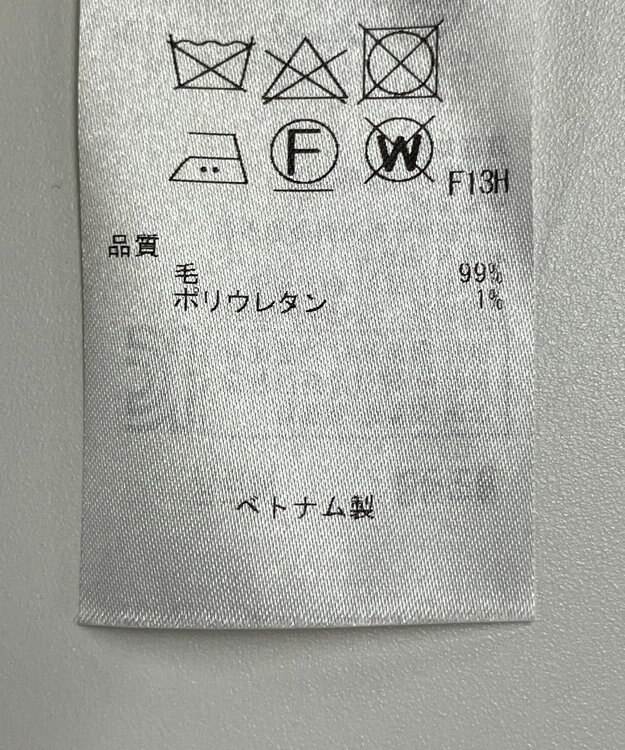 F W F13H
品質
毛 99%
ポリウレタン 1%
ベトナム製